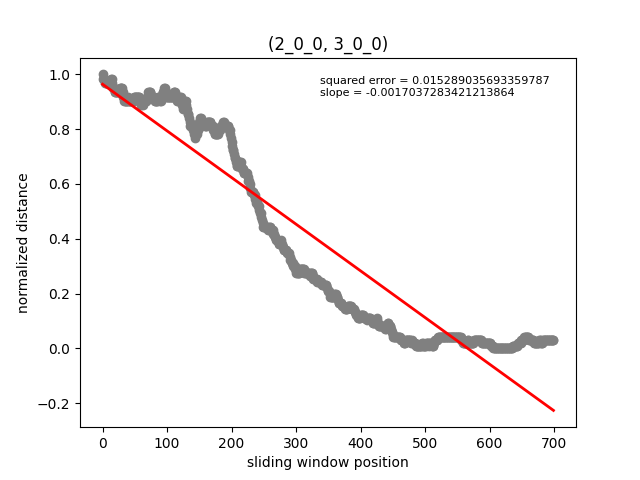 (2_0_0, 3_0_0)
squared error = 0.015289035693359787
slope = -0.0017037283421213864
1.0
0.8
0.6
0.4
0.2
0.0
−0.2
normalized distance
0 100 200 300 400 500 600 700
sliding window position